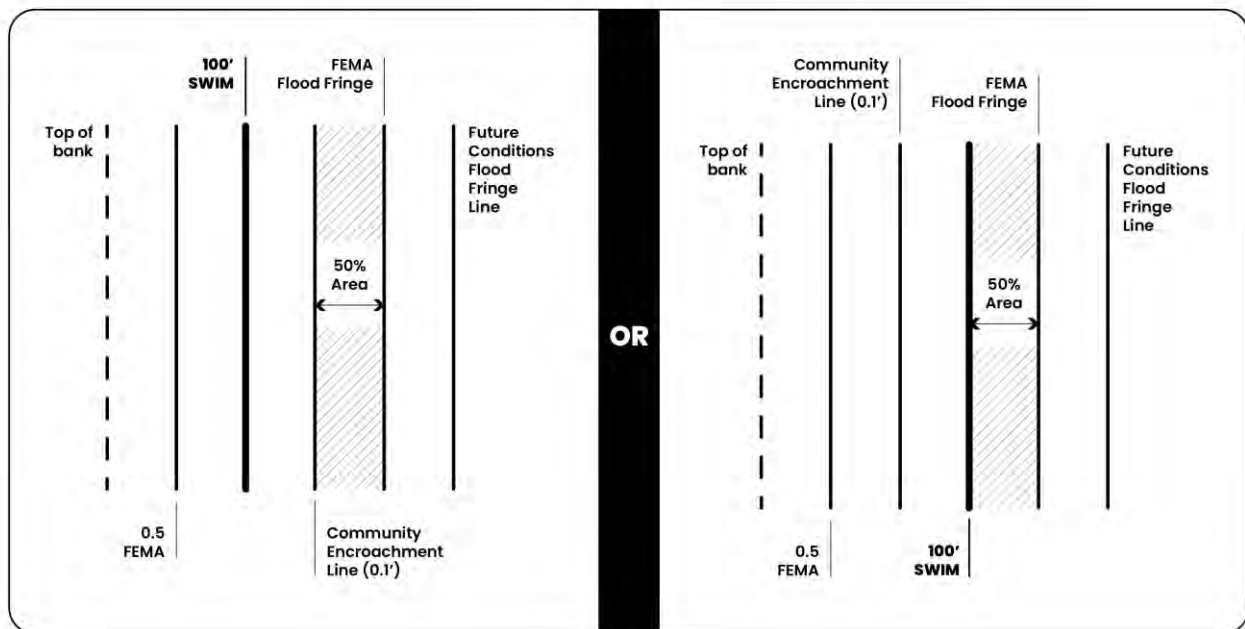 100’
SWIM
FEMA
Flood Fringe
Top of
bank
Future
Conditions
Flood
Fringe
Line
50%
Area
0.5
FEMA
Community
Encroachment
Line (0.1’)
OR
Community
Encroachment
Line (0.1’)
FEMA
Flood Fringe
Top of
bank
Future
Conditions
Flood
Fringe
Line
50%
Area
0.5
FEMA
100’
SWIM